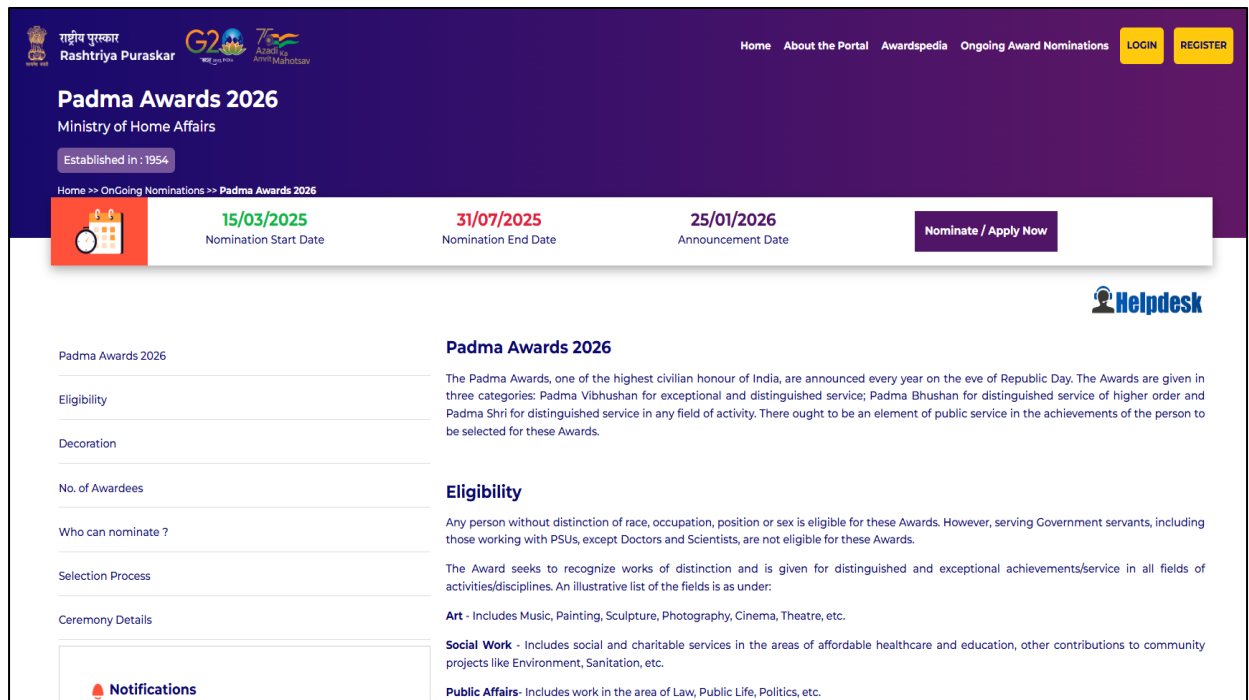 राष्ट्रीय पुरस्कार
Rashtriya Puraskar
G2
Azadi Ka
Amrit Mahotsav
Home About the Portal Awardspedia Ongoing Award Nominations LOGIN REGISTER
Padma Awards 2026
Ministry of Home Affairs
Established in : 1954
Home >> OnGoing Nominations >> Padma Awards 2026
15/03/2025
Nomination Start Date
31/07/2025
Nomination End Date
25/01/2026
Announcement Date
Nominate / Apply Now
Helpdesk
Padma Awards 2026
Eligibility
Decoration
No. of Awardees
Who can nominate ?
Selection Process
Ceremony Details
Notifications
Padma Awards 2026
The Padma Awards, one of the highest civilian honour of India, are announced every year on the eve of Republic Day. The Awards are given in
three categories: Padma Vibhushan for exceptional and distinguished service; Padma Bhushan for distinguished service of higher order and
Padma Shri for distinguished service in any field of activity. There ought to be an element of public service in the achievements of the person to
be selected for these Awards.
Eligibility
Any person without distinction of race, occupation, position or sex is eligible for these Awards. However, serving Government servants, including
those working with PSUs, except Doctors and Scientists, are not eligible for these Awards.
The Award seeks to recognize works of distinction and is given for distinguished and exceptional achievements/service in all fields of
activities/disciplines. An illustrative list of the fields is as under:
Art - Includes Music, Painting, Sculpture, Photography, Cinema, Theatre, etc.
Social Work - Includes social and charitable services in the areas of affordable healthcare and education, other contributions to community
projects like Environment, Sanitation, etc.
Public Affairs- Includes work in the area of Law, Public Life, Politics, etc.